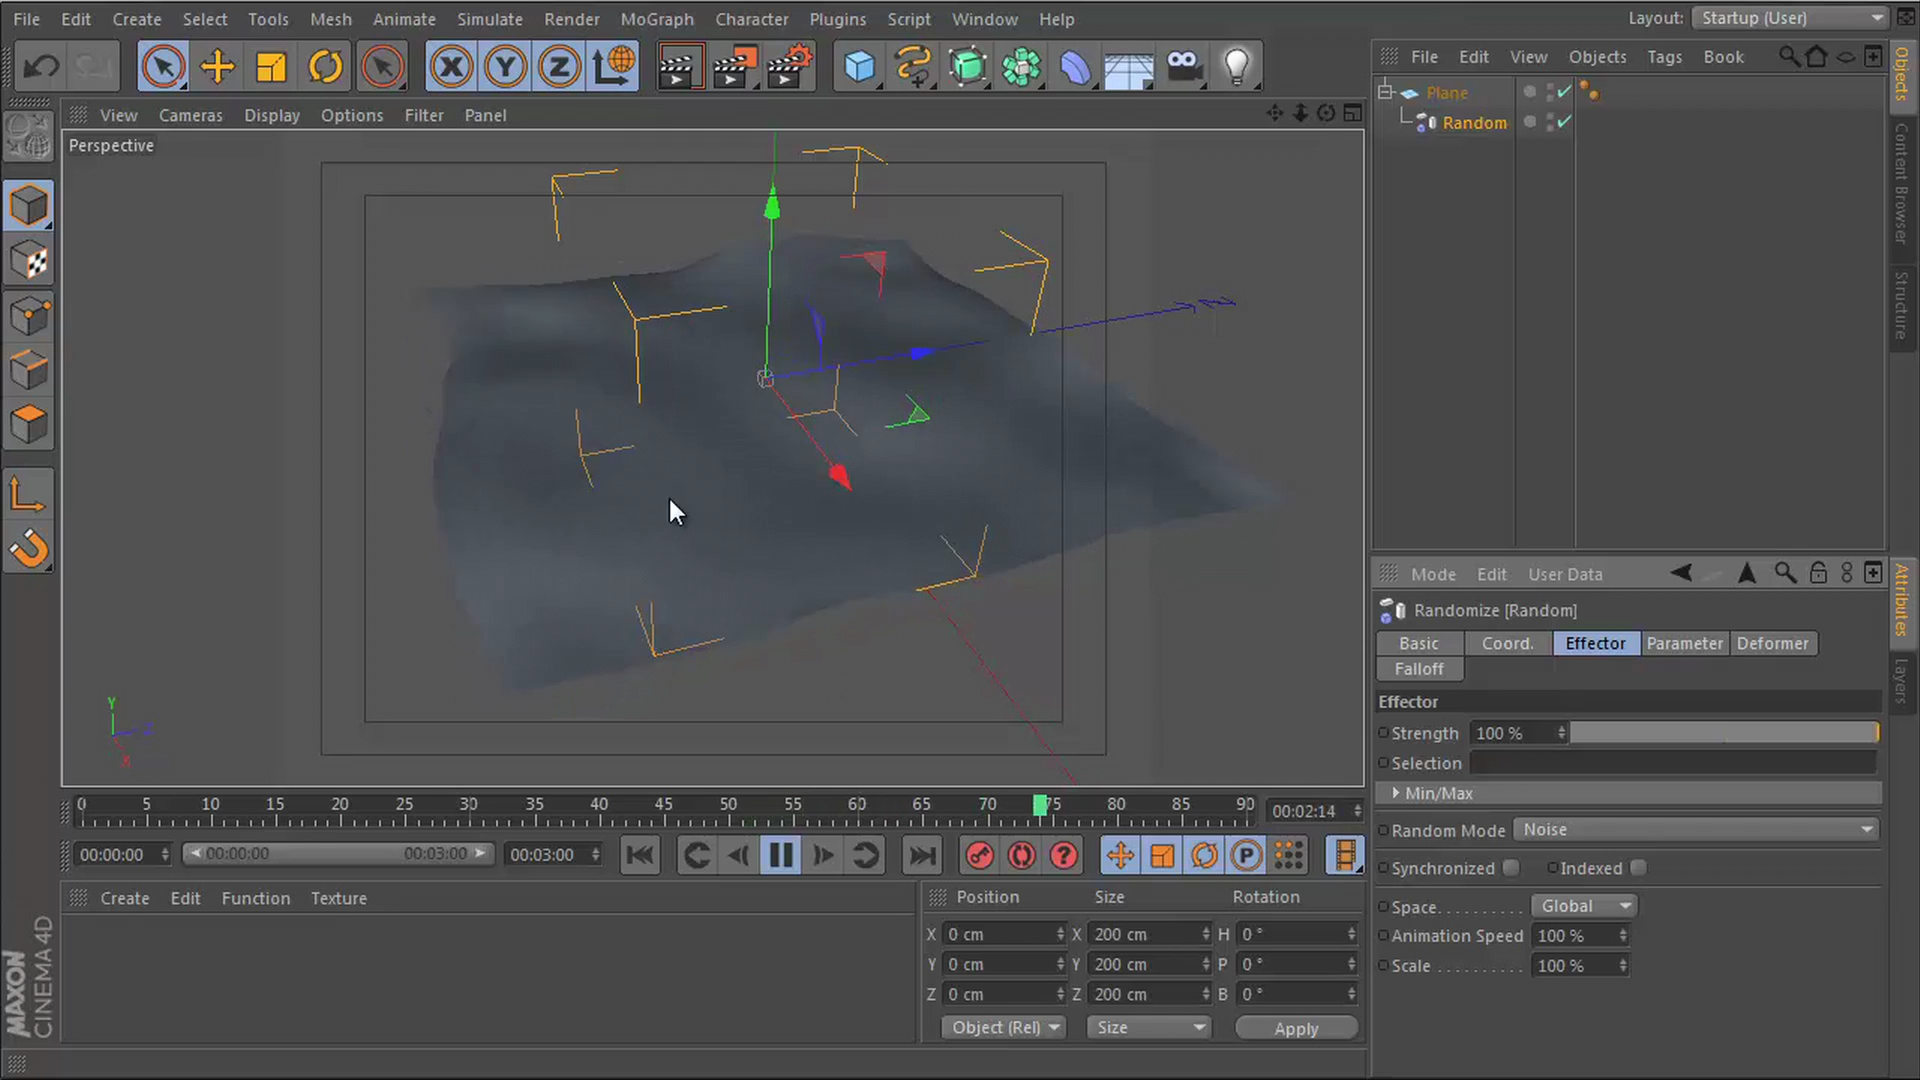 File Edit Create Select Tools Mesh Animate Simulate Render MoGraph Character Plugins Script Window Help
Layout: Startup (User)
File Edit View Objects Tags Book
View Cameras Display Options Filter Panel
Perspective
Plane
Random
Objects
Content Browser
Structure
X Y Z
Y
X
Mode Edit User Data
Randomize [Random]
Basic Coord. Effector Parameter Deformer
Falloff
Attributes
Layers
Effector
Strength 100 %
Selection
Min/Max
Random Mode Noise
Synchronized Indexed
Space Global
Animation Speed 100 %
Scale 100 %
0 5 10 15 20 25 30 35 40 45 50 55 60 65 70 75 80 85 90 00:02:14
00:00:00 00:00:00 00:03:00 00:03:00
P
Create Edit Function Texture
Position Size Rotation
X 0 cm X 200 cm H 0 °
Y 0 cm Y 200 cm P 0 °
Z 0 cm Z 200 cm B 0 °
Object (Rel) Size Apply
MAXON
CINEMA 4D